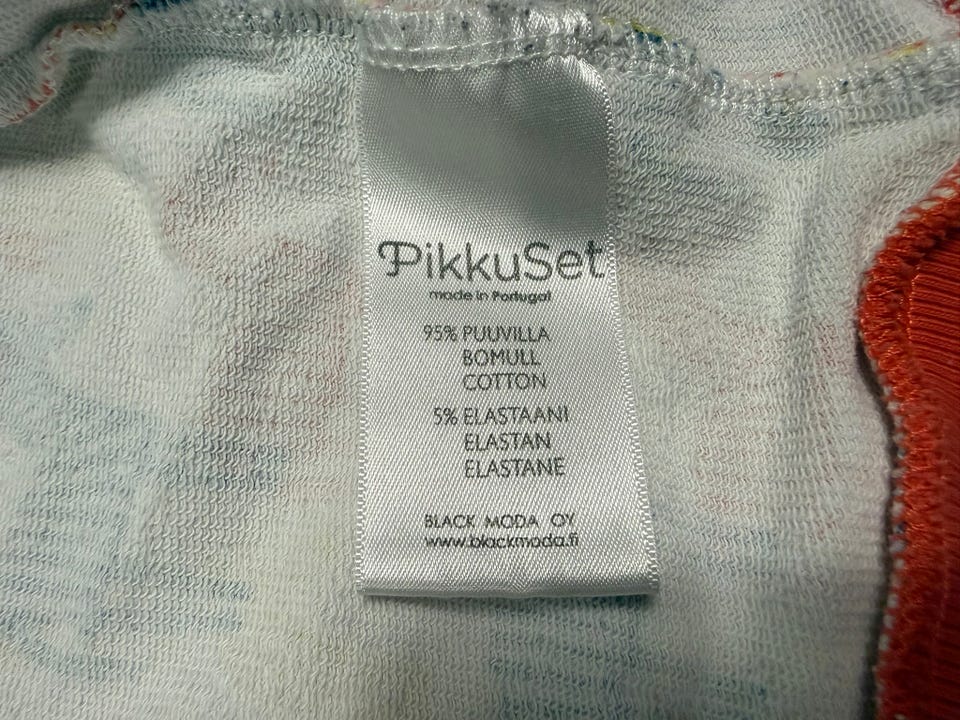 PikkuSet
made in Portugal
95% PUUVILLA
BOMULL
COTTON
5% ELASTAANI
ELASTAN
ELASTANE
BLACK MODA OY
www.blackmoda.fi